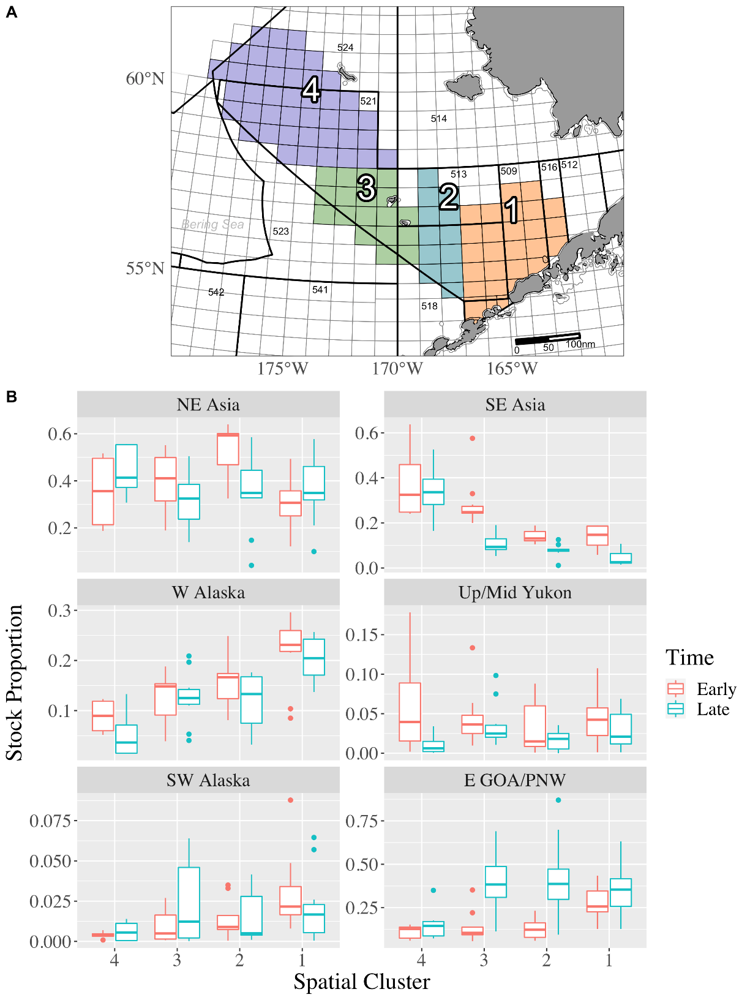 A
60°N
55°N
524
4
521
514
3
2
513
509
516
512
1
Bering Sea
523
542
541
518
0
50
100nm
175°W
170°W
165°W
B
NE Asia
SE Asia
0.6
0.4
0.2
0.6
0.4
0.2
0.0
W Alaska
Up/Mid Yukon
0.3
0.2
0.1
0.15
0.10
0.05
0.00
SW Alaska
E GOA/PNW
0.075
0.050
0.025
0.000
0.75
0.50
0.25
4
3
2
1
4
3
2
1
Stock Proportion
Spatial Cluster
Time
Early
Late